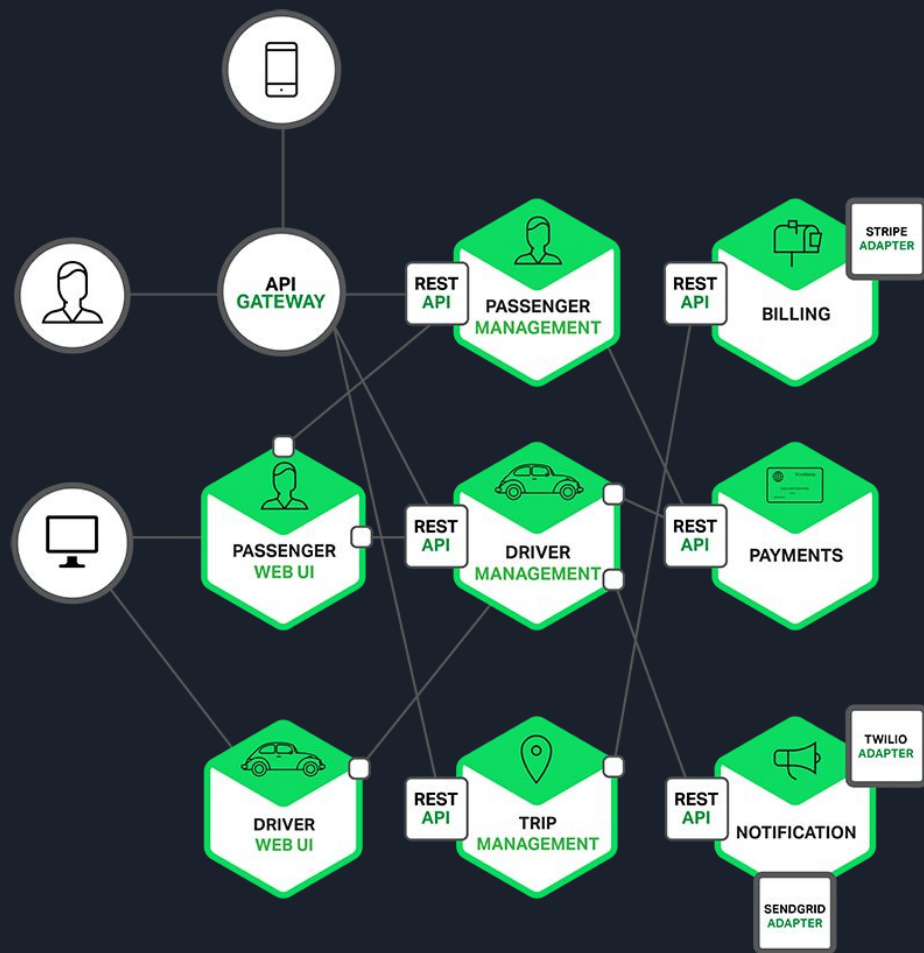 API
GATEWAY
REST
API
PASSENGER
MANAGEMENT
REST
API
BILLING
STRIPE
ADAPTER
PASSENGER
WEB UI
REST
API
DRIVER
MANAGEMENT
REST
API
PAYMENTS
DRIVER
WEB UI
REST
API
TRIP
MANAGEMENT
REST
API
NOTIFICATION
TWILIO
ADAPTER
SENDGRID
ADAPTER